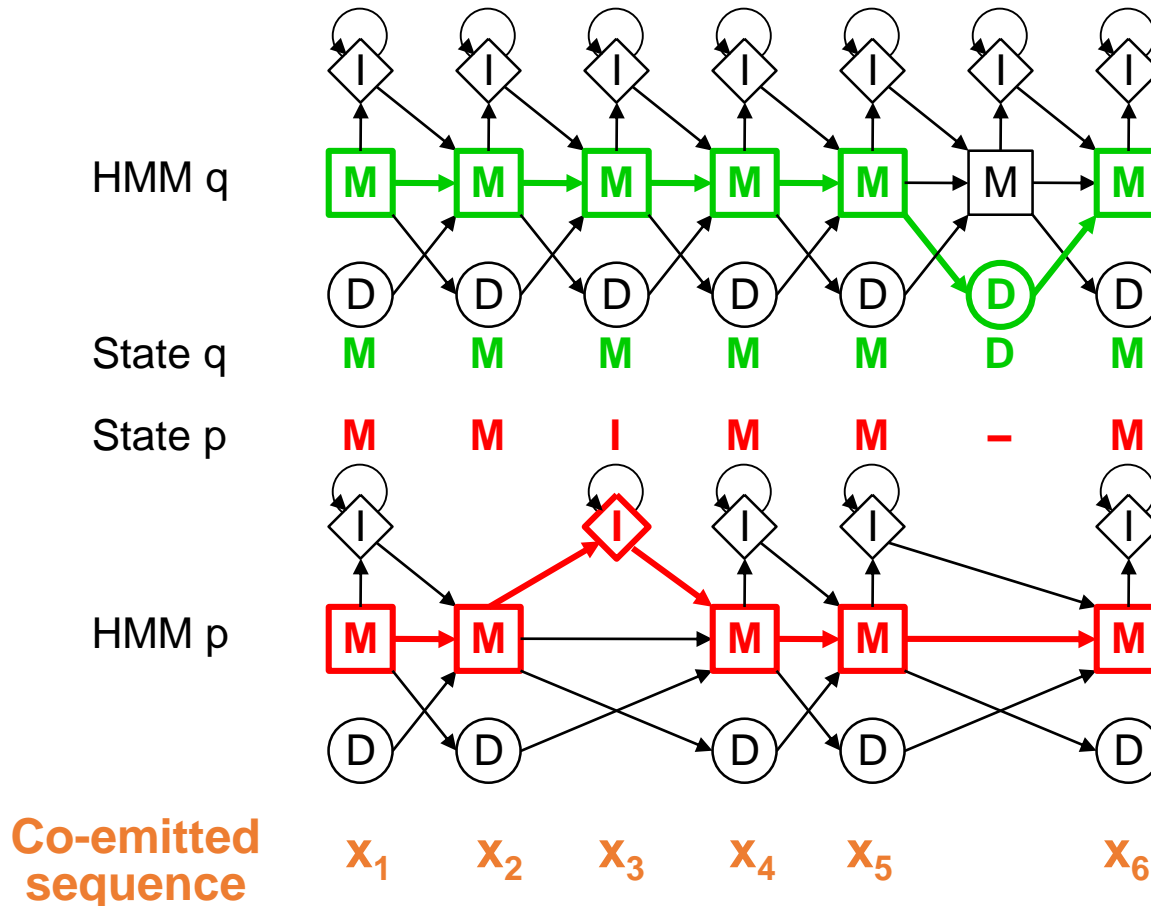 I I I I I I I
HMM q M M M M M M M
D D D D D D D
State q M M M M M D M
State p M M I M M – M
I I I I I
HMM p M M M M M
D D D D D
Co-emitted
sequence
x1 x2 x3 x4 x5 x6